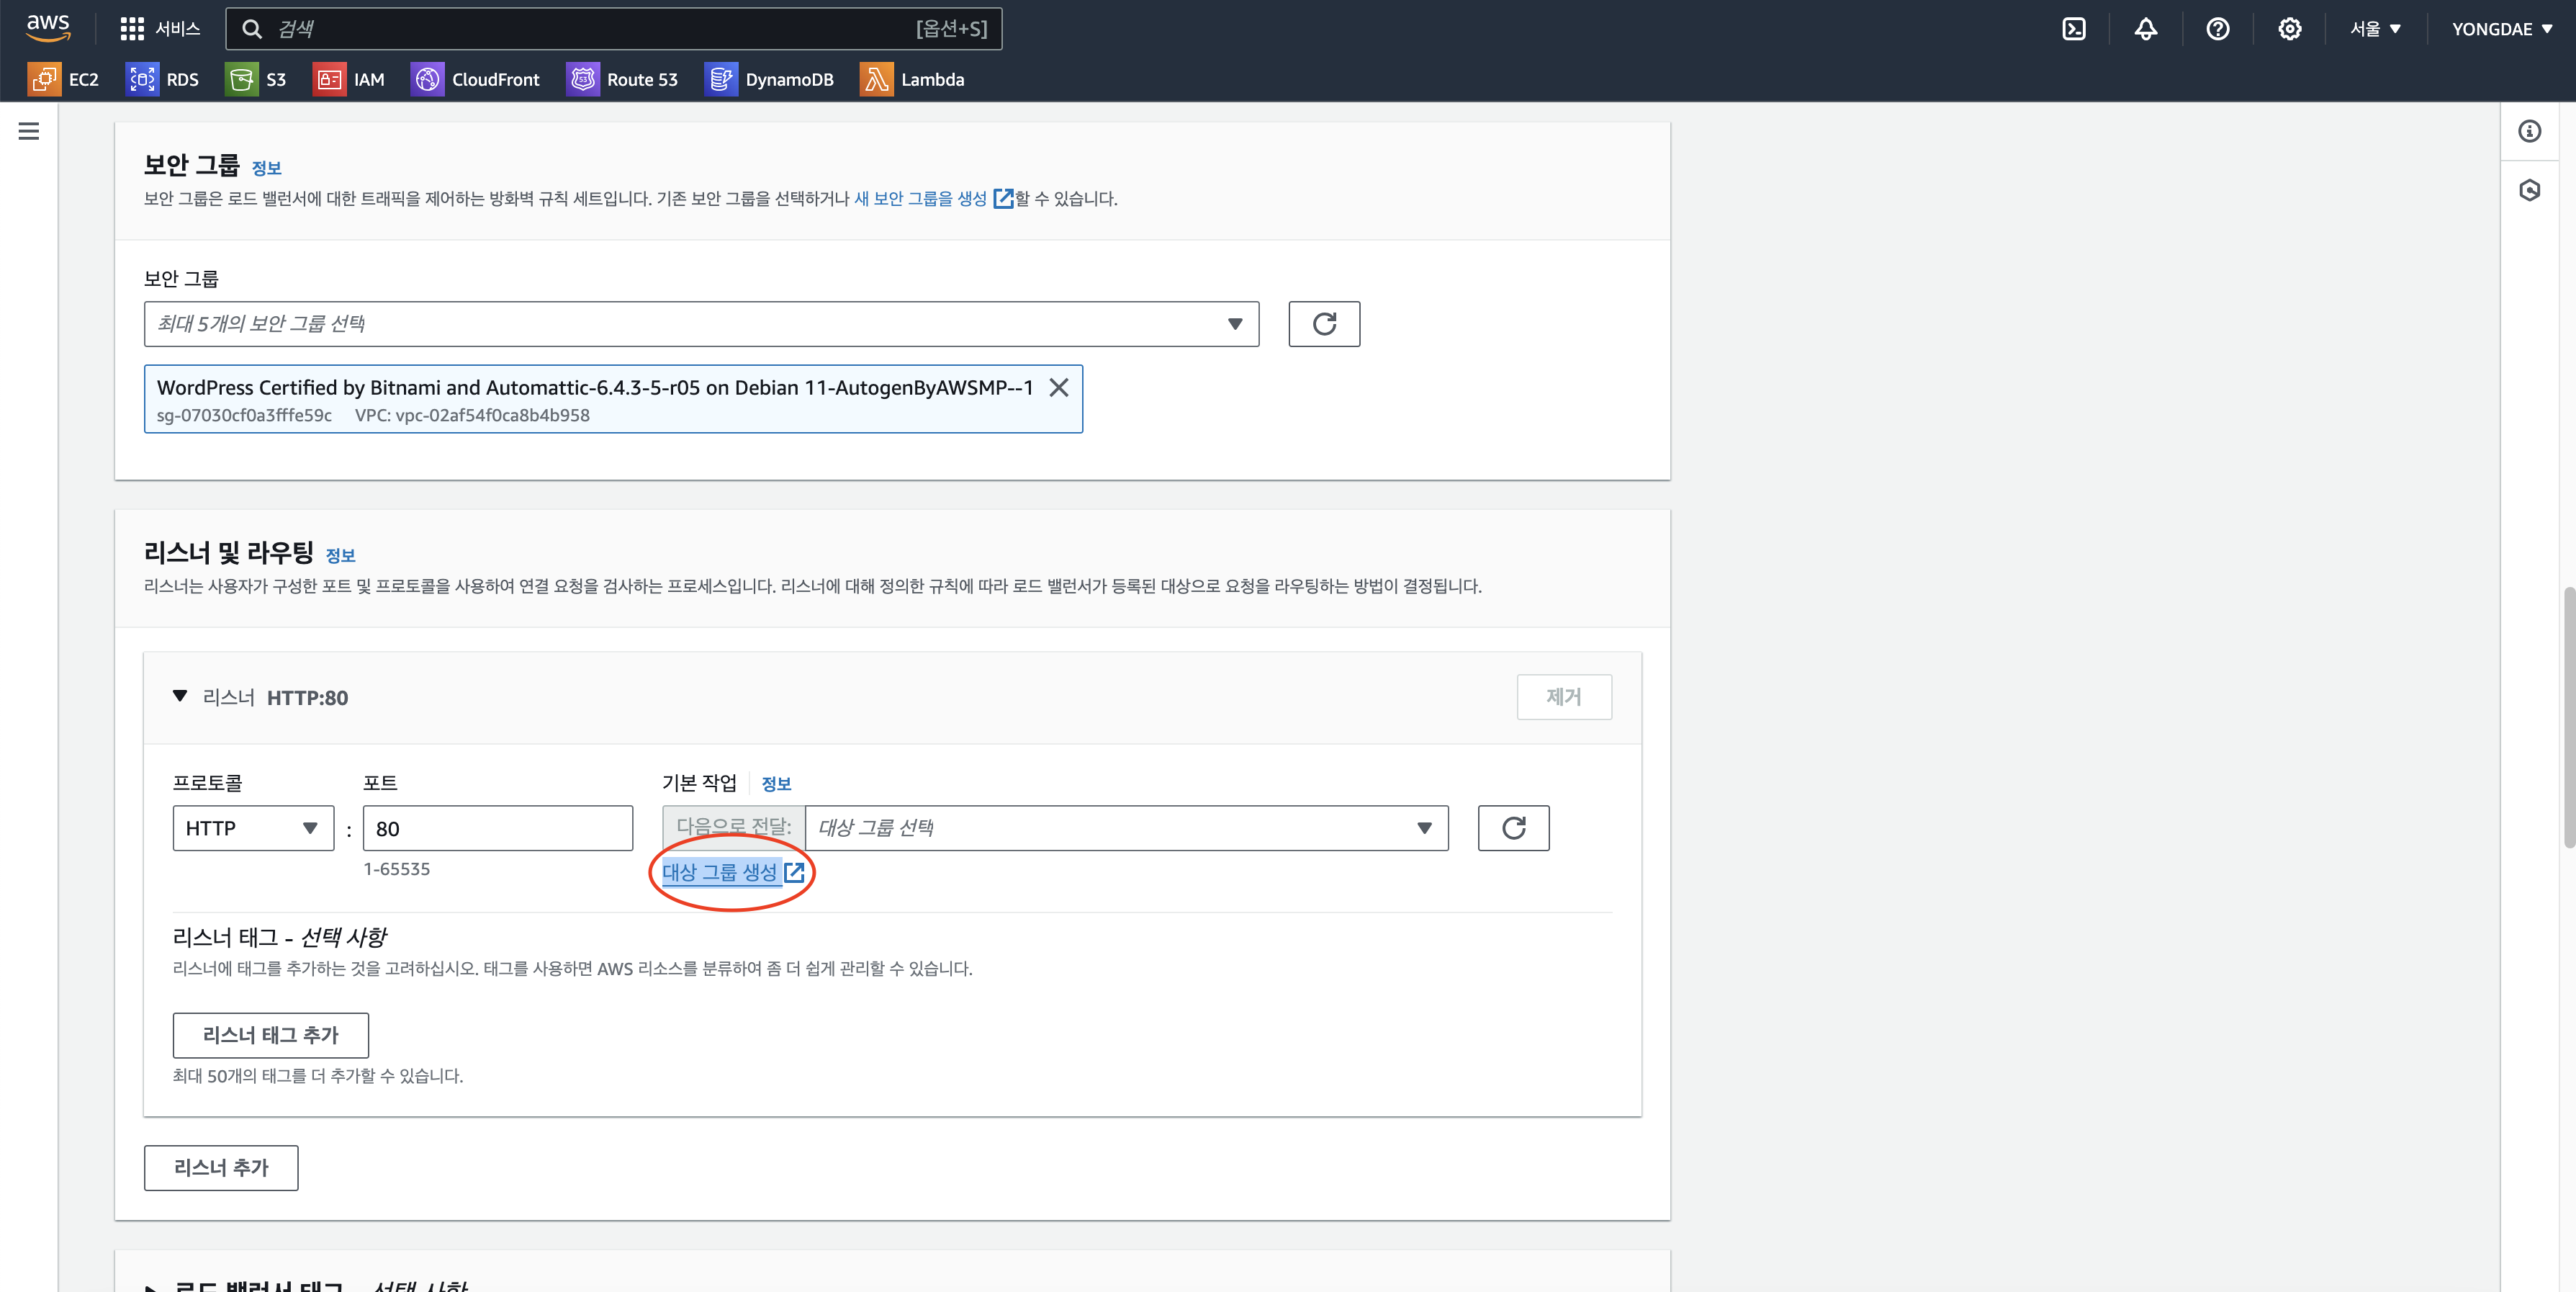 aws
서비스
검색
[옵션+S]
서울
YONGDAE
EC2
RDS
S3
IAM
CloudFront
Route 53
DynamoDB
Lambda
보안 그룹 정보
보안 그룹은 로드 밸런서에 대한 트래픽을 제어하는 방화벽 규칙 세트입니다. 기존 보안 그룹을 선택하거나 새 보안 그룹을 생성 할 수 있습니다.
보안 그룹
최대 5개의 보안 그룹 선택
WordPress Certified by Bitnami and Automattic-6.4.3-5-r05 on Debian 11-AutogenByAWSMP--1
sg-07030cf0a3fffe59c VPC: vpc-02af54f0ca8b4b958
리스너 및 라우팅 정보
리스너는 사용자가 구성한 포트 및 프로토콜을 사용하여 연결 요청을 검사하는 프로세스입니다. 리스너에 대해 정의한 규칙에 따라 로드 밸런서가 등록된 대상으로 요청을 라우팅하는 방법이 결정됩니다.
리스너 HTTP:80
제거
프로토콜
포트
기본 작업 정보
HTTP
:
80
다음으로 전달:
대상 그룹 선택
1-65535
대상 그룹 생성
리스너 태그 - 선택 사항
리스너에 태그를 추가하는 것을 고려하십시오. 태그를 사용하면 AWS 리소스를 분류하여 좀 더 쉽게 관리할 수 있습니다.
리스너 태그 추가
최대 50개의 태그를 더 추가할 수 있습니다.
리스너 추가
로드 밸런서 태그 - 선택 사항